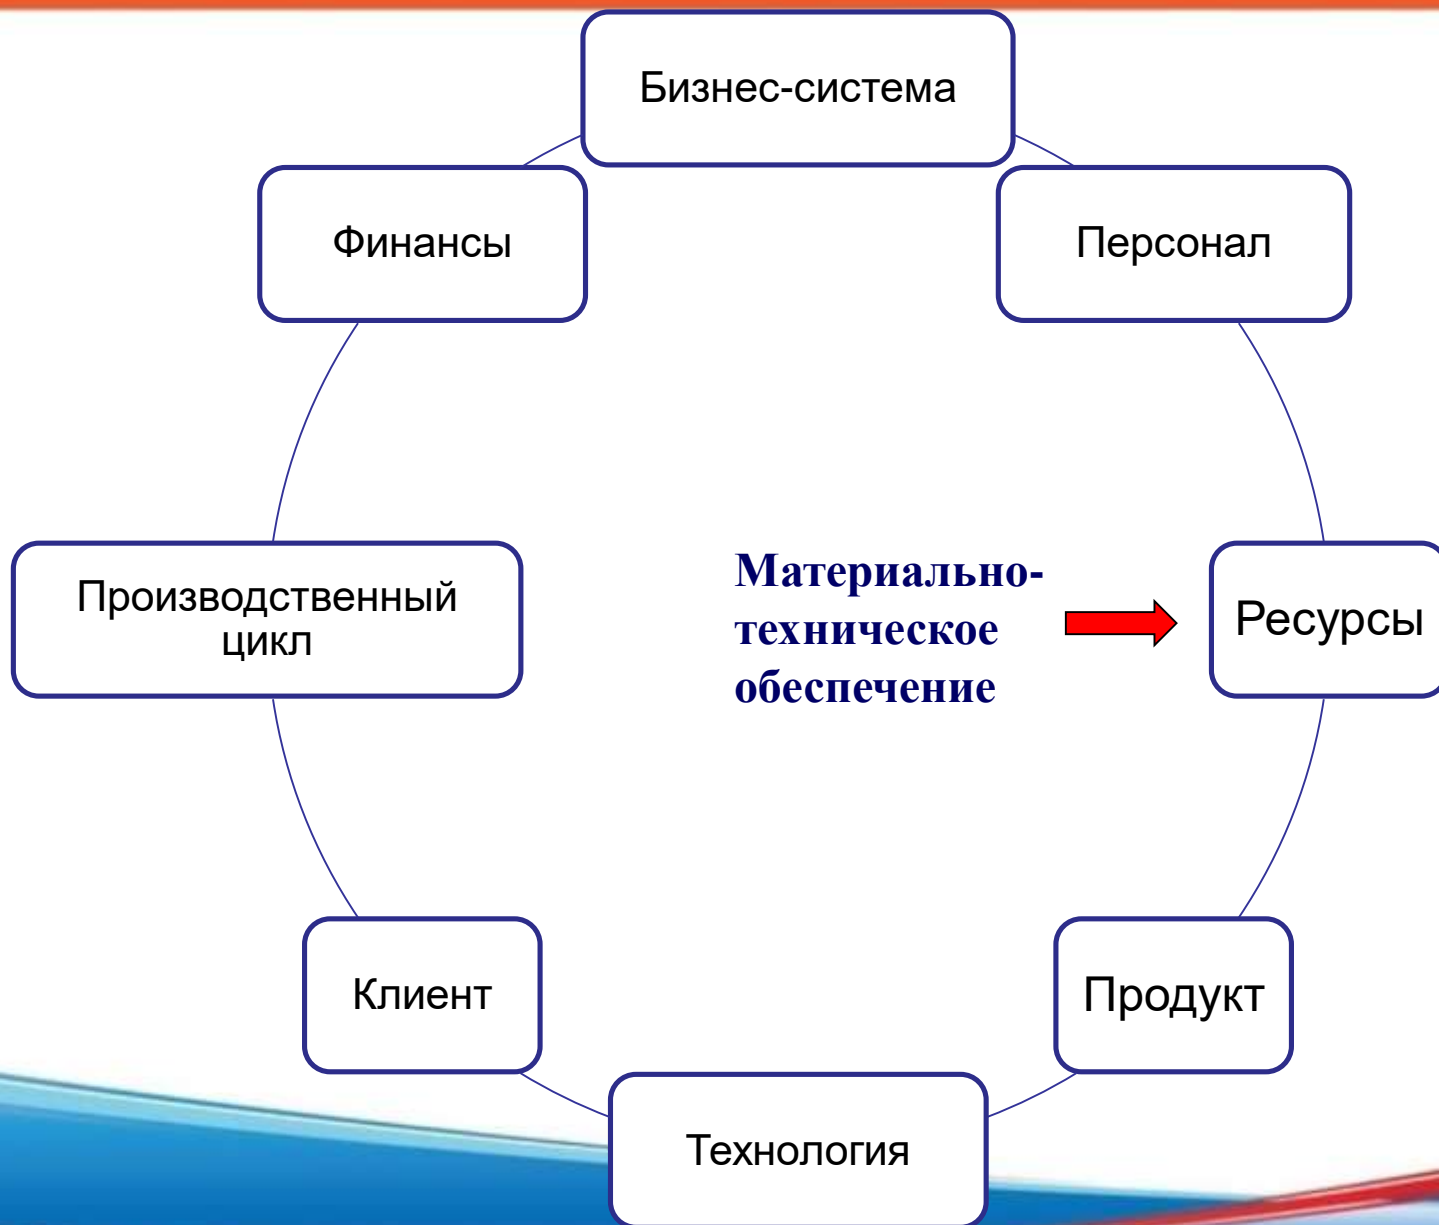 Бизнес-система
Финансы
Персонал
Производственный
цикл
Материально-
техническое
обеспечение
Ресурсы
Клиент
Продукт
Технология